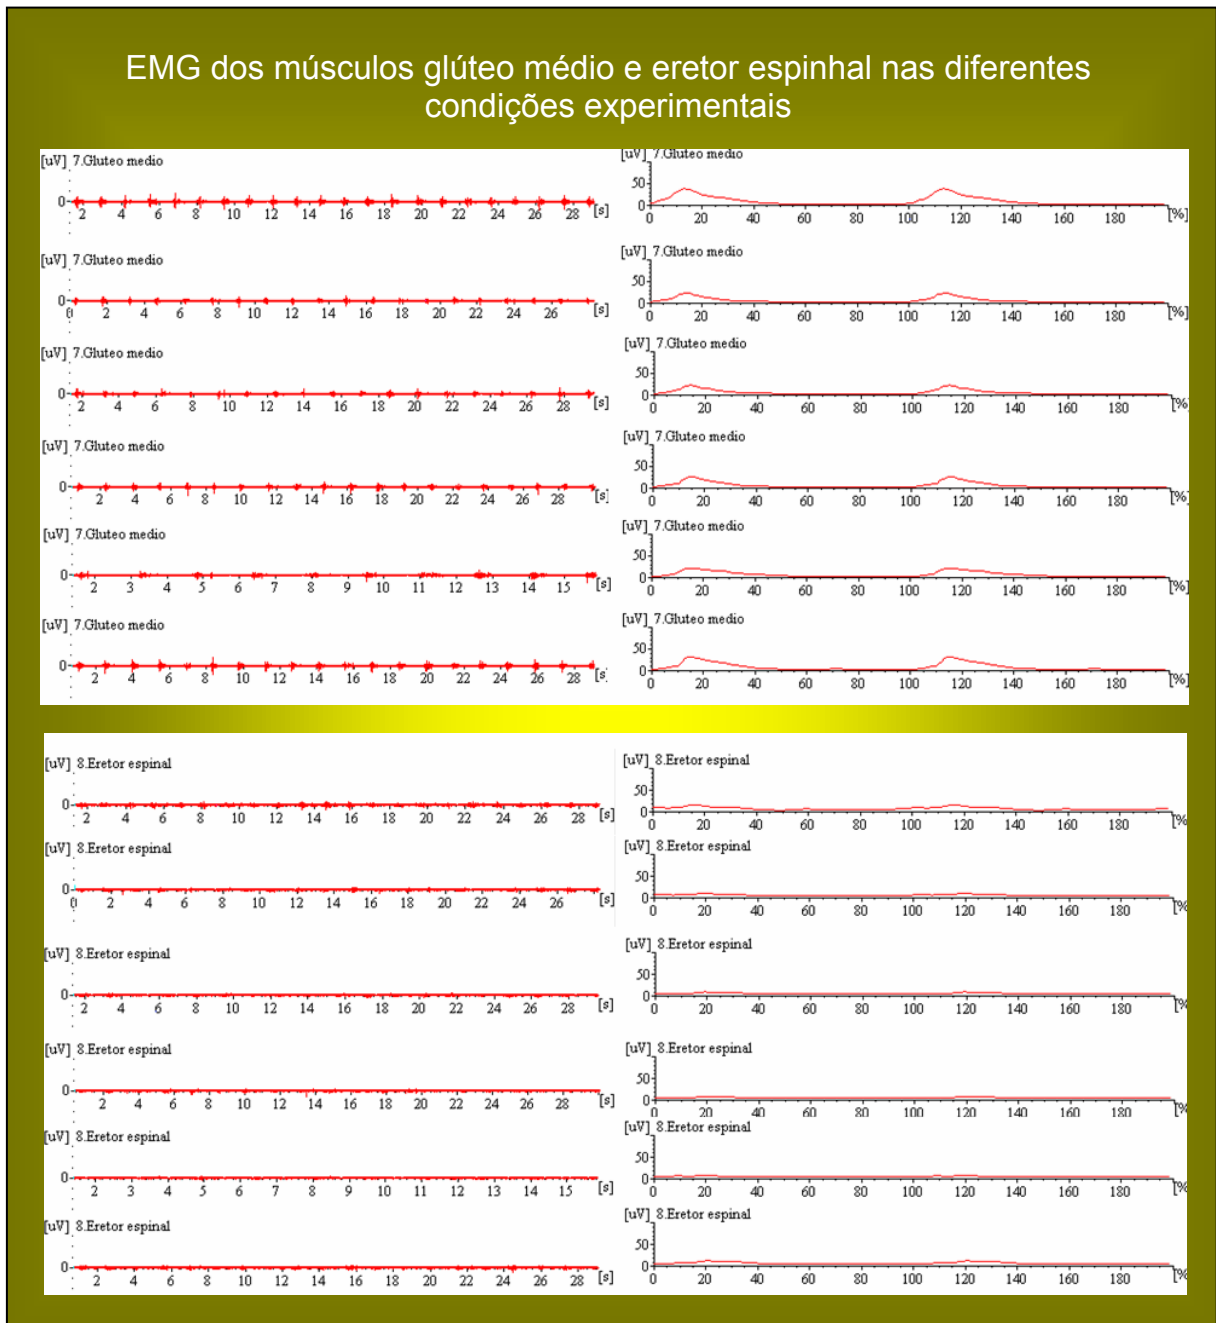 EMG dos músculos glúteo médio e eretor espinhal nas diferentes
condições experimentais
[uV] 7.Gluteo medio
0
2 4 6 8 10 12 14 16 18 20 22 24 26 28 [s]
[uV] 7.Gluteo medio
50
0
0 20 40 60 80 100 120 140 160 180 [%]
[uV] 7.Gluteo medio
0
0 2 4 6 8 10 12 14 16 18 20 22 24 26 [s]
[uV] 7.Gluteo medio
50
0
0 20 40 60 80 100 120 140 160 180 [%]
[uV] 7.Gluteo medio
0
2 4 6 8 10 12 14 16 18 20 22 24 26 28 [s]
[uV] 7.Gluteo medio
50
0
0 20 40 60 80 100 120 140 160 180 [%]
[uV] 7.Gluteo medio
0
2 4 6 8 10 12 14 16 18 20 22 24 26 28 [s]
[uV] 7.Gluteo medio
50
0
0 20 40 60 80 100 120 140 160 180 [%]
[uV] 7.Gluteo medio
0
2 3 4 5 6 7 8 9 10 11 12 13 14 15 [s]
[uV] 7.Gluteo medio
50
0
0 20 40 60 80 100 120 140 160 180 [%]
[uV] 7.Gluteo medio
0
2 4 6 8 10 12 14 16 18 20 22 24 26 28 [s]
[uV] 7.Gluteo medio
50
0
0 20 40 60 80 100 120 140 160 180 [%]
[uV] 8.Eretor espinal
0
2 4 6 8 10 12 14 16 18 20 22 24 26 28 [s]
[uV] 8.Eretor espinal
50
0
0 20 40 60 80 100 120 140 160 180 [%
[uV] 8.Eretor espinal
0
0 2 4 6 8 10 12 14 16 18 20 22 24 26 [s]
[uV] 8.Eretor espinal
50
0
0 20 40 60 80 100 120 140 160 180 [%
[uV] 8.Eretor espinal
0
2 4 6 8 10 12 14 16 18 20 22 24 26 28 [s]
[uV] 8.Eretor espinal
50
0
0 20 40 60 80 100 120 140 160 180 [%
[uV] 8.Eretor espinal
0
2 4 6 8 10 12 14 16 18 20 22 24 26 28 [s]
[uV] 8.Eretor espinal
50
0
0 20 40 60 80 100 120 140 160 180 [%
[uV] 8.Eretor espinal
0
2 3 4 5 6 7 8 9 10 11 12 13 14 15 [s]
[uV] 8.Eretor espinal
50
0
0 20 40 60 80 100 120 140 160 180 [%
[uV] 8.Eretor espinal
0
2 4 6 8 10 12 14 16 18 20 22 24 26 28 [s]
[uV] 8.Eretor espinal
50
0
0 20 40 60 80 100 120 140 160 180 [%